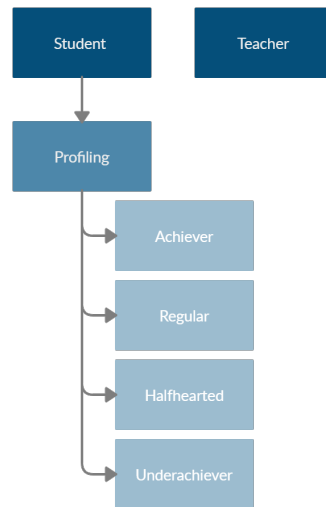 Student
Teacher
Profiling
Achiever
Regular
Halfhearted
Underachiever